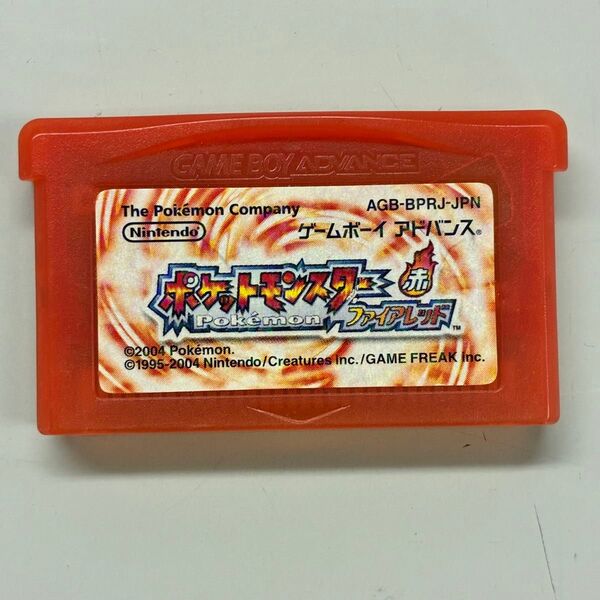 GAME BOY ADVANCE
The Pokémon Company AGB-BPRJ-JPN
Nintendo® ゲームボーイ アドバンス®
ポケットモンスター 赤
Pokémon ファイアレッド™
©2004 Pokémon.
©1995-2004 Nintendo/Creatures inc./GAME FREAK inc.